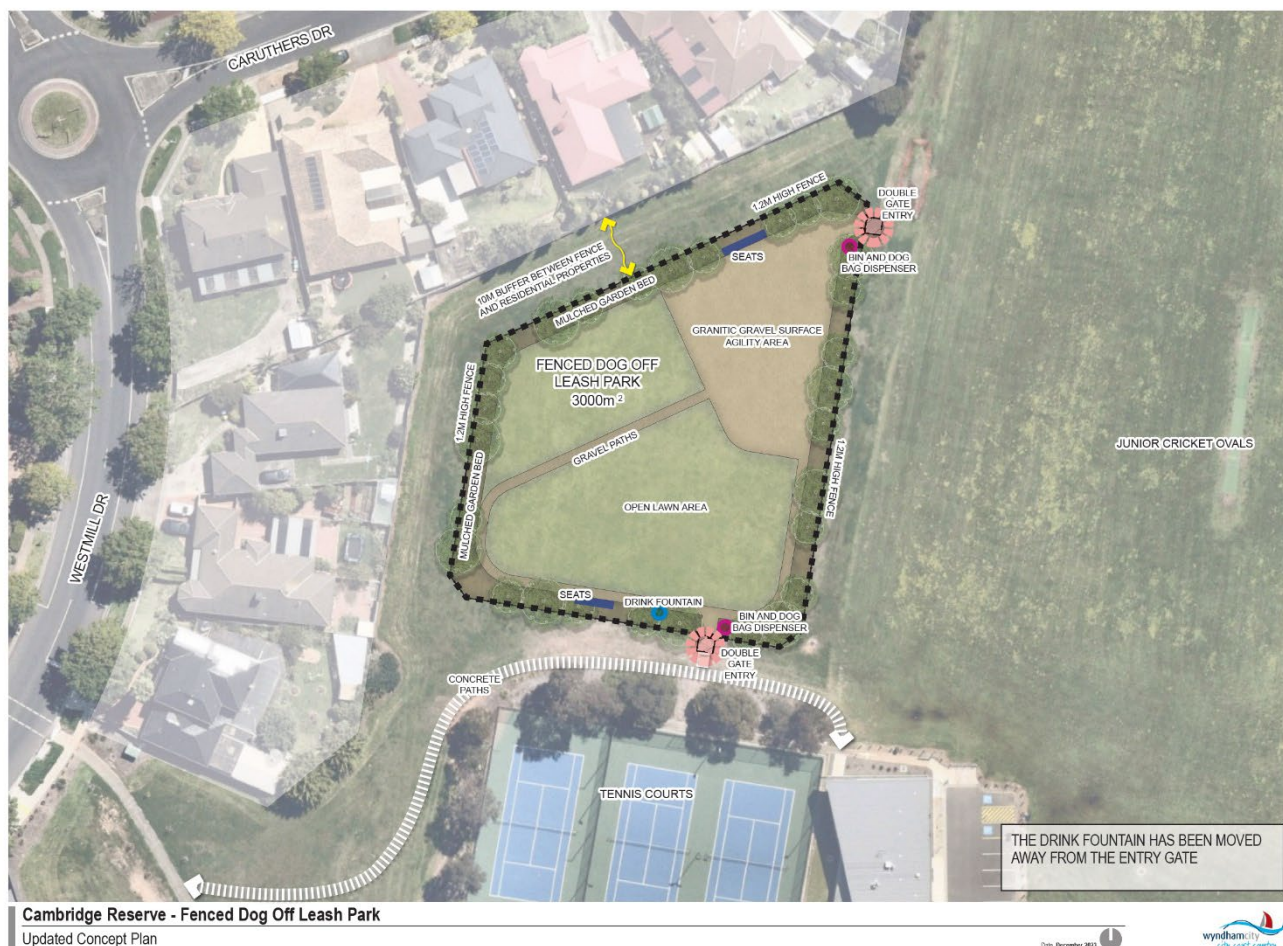 CARUTHERS DR
1.2M HIGH FENCE
DOUBLE
GATE
ENTRY
10M BUFFER BETWEEN FENCE
AND RESIDENTIAL PROPERTIES
SEATS
BIN AND DOG
BAG DISPENSER
MULCHED GARDEN BED
GRANITIC GRAVEL SURFACE
AGILITY AREA
FENCED DOG OFF
LEASH PARK
3000m²
1.2M HIGH FENCE
GRAVEL PATHS
1.2M HIGH FENCE
JUNIOR CRICKET OVALS
MULCHED GARDEN BED
OPEN LAWN AREA
WESTMILL DR
SEATS
DRINK FOUNTAIN
BIN AND DOG
BAG DISPENSER
DOUBLE
GATE
ENTRY
CONCRETE
PATHS
TENNIS COURTS
THE DRINK FOUNTAIN HAS BEEN MOVED
AWAY FROM THE ENTRY GATE
Cambridge Reserve - Fenced Dog Off Leash Park
Updated Concept Plan
wyndhamcity